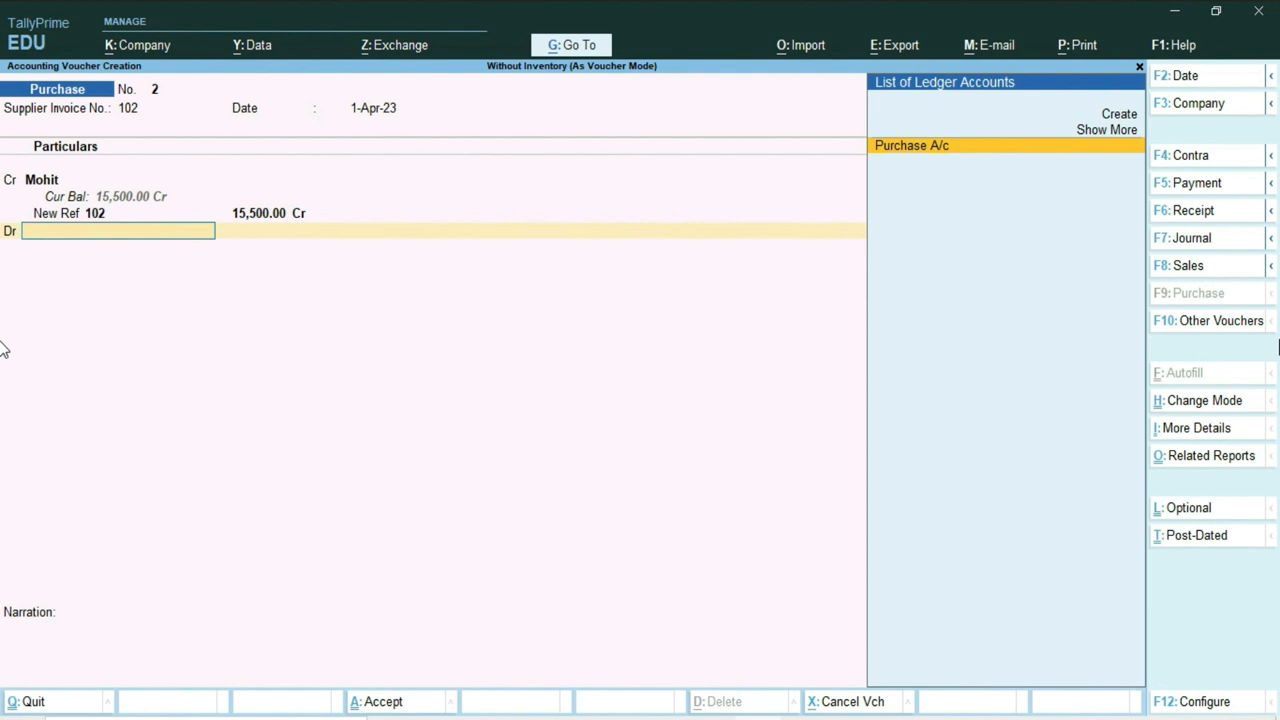 TallyPrime
EDU
MANAGE
K: Company
Y: Data
Z: Exchange
G: Go To
O: Import
E: Export
M: E-mail
P: Print
F1: Help
Accounting Voucher Creation
Without Inventory (As Voucher Mode)
Purchase No. 2
Supplier Invoice No.: 102 Date : 1-Apr-23
Particulars
Cr Mohit
Cur Bal: 15,500.00 Cr
New Ref 102 15,500.00 Cr
Dr
Narration:
List of Ledger Accounts
Create
Show More
Purchase A/c
F2: Date
F3: Company
F4: Contra
F5: Payment
F6: Receipt
F7: Journal
F8: Sales
F9: Purchase
F10: Other Vouchers
F: Autofill
H: Change Mode
I: More Details
O: Related Reports
L: Optional
T: Post-Dated
Q: Quit
A: Accept
D: Delete
X: Cancel Vch
F12: Configure